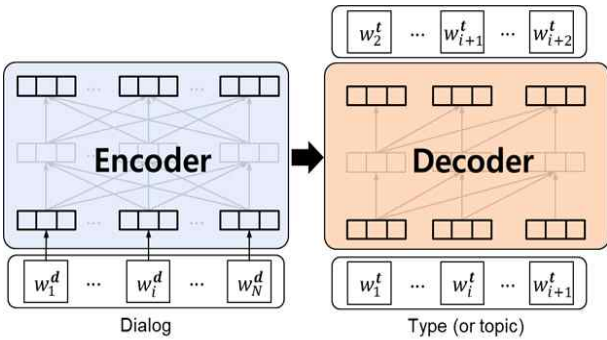 w_2^t ... w_{i+1}^t ... w_{i+2}^t
Encoder
Decoder
w_1^d ... w_i^d ... w_N^d
w_1^t ... w_i^t ... w_{i+1}^t
Dialog
Type (or topic)